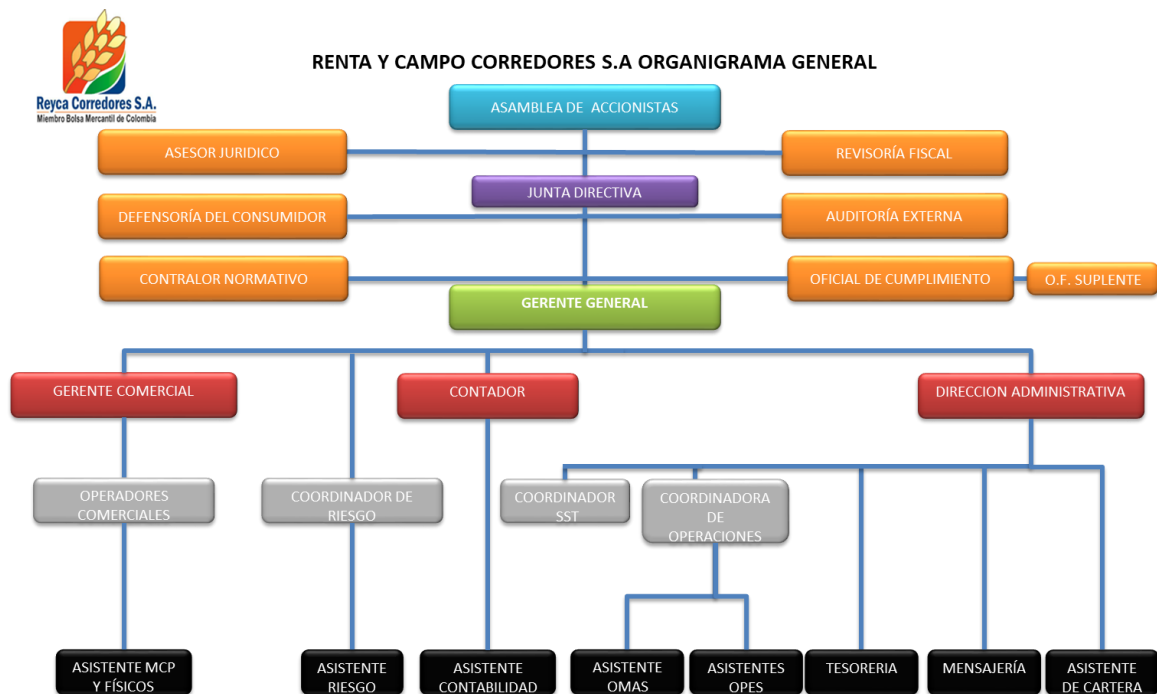 RENTA Y CAMPO CORREDORES S.A ORGANIGRAMA GENERAL
Reyca Corredores S.A.
Miembro Bolsa Mercantil de Colombia
ASAMBLEA DE ACCIONISTAS
ASESOR JURIDICO
REVISORÍA FISCAL
JUNTA DIRECTIVA
DEFENSORÍA DEL CONSUMIDOR
AUDITORÍA EXTERNA
CONTRALOR NORMATIVO
OFICIAL DE CUMPLIMIENTO
O.F. SUPLENTE
GERENTE GENERAL
GERENTE COMERCIAL
CONTADOR
DIRECCION ADMINISTRATIVA
OPERADORES
COMERCIALES
COORDINADOR DE
RIESGO
COORDINADOR
SST
COORDINADORA
DE
OPERACIONES
ASISTENTE MCP
Y FÍSICOS
ASISTENTE
RIESGO
ASISTENTE
CONTABILIDAD
ASISTENTE
OMAS
ASISTENTES
OPES
TESORERIA
MENSAJERÍA
ASISTENTE
DE CARTERA